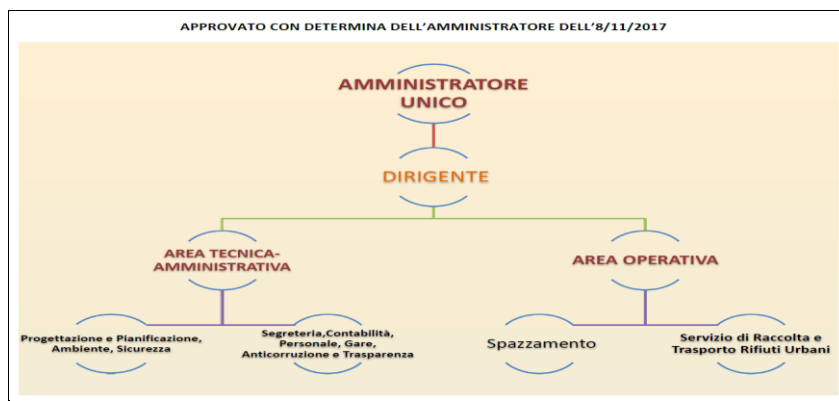 APPROVATO CON DETERMINA DELL'AMMINISTRATORE DELL'8/11/2017
AMMINISTRATORE
UNICO
DIRIGENTE
AREA TECNICA-
AMMINISTRATIVA
AREA OPERATIVA
Progettazione e Pianificazione,
Ambiente, Sicurezza
Segreteria,Contabilità,
Personale, Gare,
Anticorruzione e Trasparenza
Spazzamento
Servizio di Raccolta e
Trasporto Rifiuti Urbani